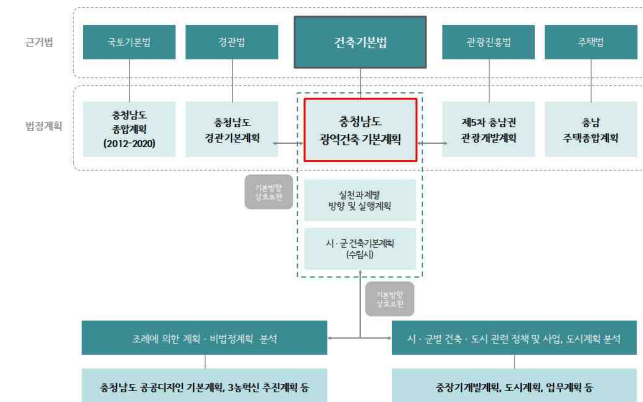 근거법
국토기본법
경관법
건축기본법
관광진흥법
주택법
법정계획
충청남도
종합계획
(2012-2020)
충청남도
경관기본계획
충청남도
광역건축 기본계획
제5차 충남권
관광개발계획
충남
주택종합계획
기본방향
상호보완
실천과제별
방향 및 실행계획
시·군 건축기본계획
(수립시)
기본방향
상호보완
조례에 의한 계획·비법정계획 분석
시·군별 건축·도시 관련 정책 및 사업, 도시계획 분석
충청남도 공공디자인 기본계획, 3농혁신 추진계획 등
중장기개발계획, 도시계획, 업무계획 등